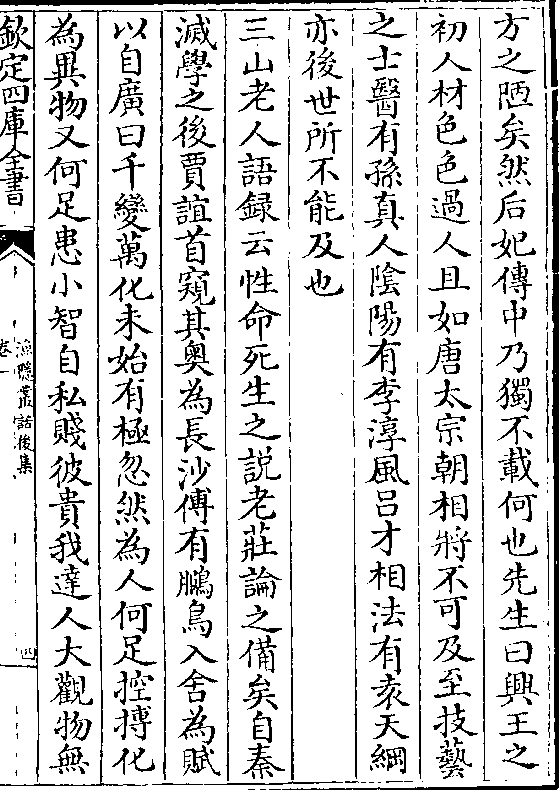 方之陋矣然后妃傳中乃獨不載何也先生曰興王之
初人材色色過人且如唐太宗朝相將不可及至技藝
之士醫有孫真人陰陽有李淳風呂才相法有袁天綱
亦後世所不能及也
三山老人語録云性命死生之説老莊論之備矣自秦
滅學之後賈誼首窺其奥為長沙傅有鵩鳥入舍為賦
以自廣曰千變萬化未始有極忽然為人何足控摶化
為異物又何足患小智自私賤彼貴我達人大觀物無
欽定四庫全書
漁隱叢話後集
卷一
四